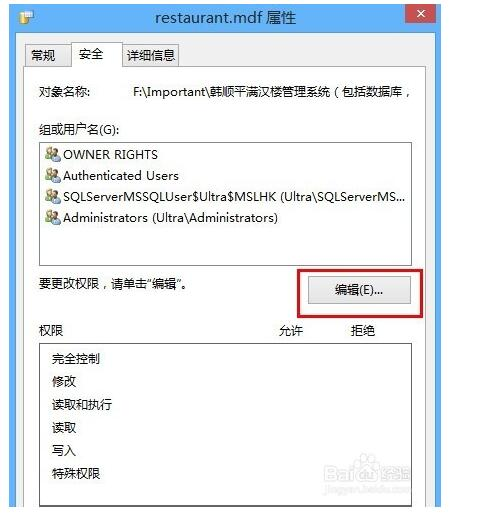 restaurant.mdf 属性
常规 安全 详细信息
对象名称: F:\Important\韩顺平满汉楼管理系统（包括数据库，
组或用户名(G):
OWNER RIGHTS
Authenticated Users
SQLServerMSSQLUser$Ultra$MSLHK (Ultra\SQLServerMS...
Administrators (Ultra\Administrators)
要更改权限，请单击“编辑”。
编辑(E)...
权限 允许 拒绝
完全控制
修改
读取和执行
读取
写入
特殊权限
Baidu经验
jingyan.baidu.com